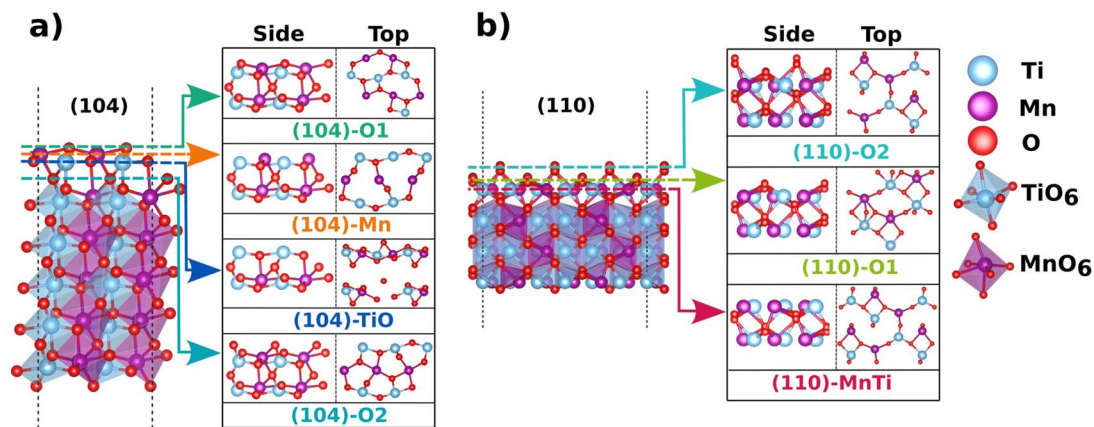 a)
Side Top
(104)
(104)-O1
(104)-Mn
(104)-TiO
(104)-O2
b)
Side Top
(110)
(110)-O2
(110)-O1
(110)-MnTi
Ti
Mn
O
TiO6
MnO6